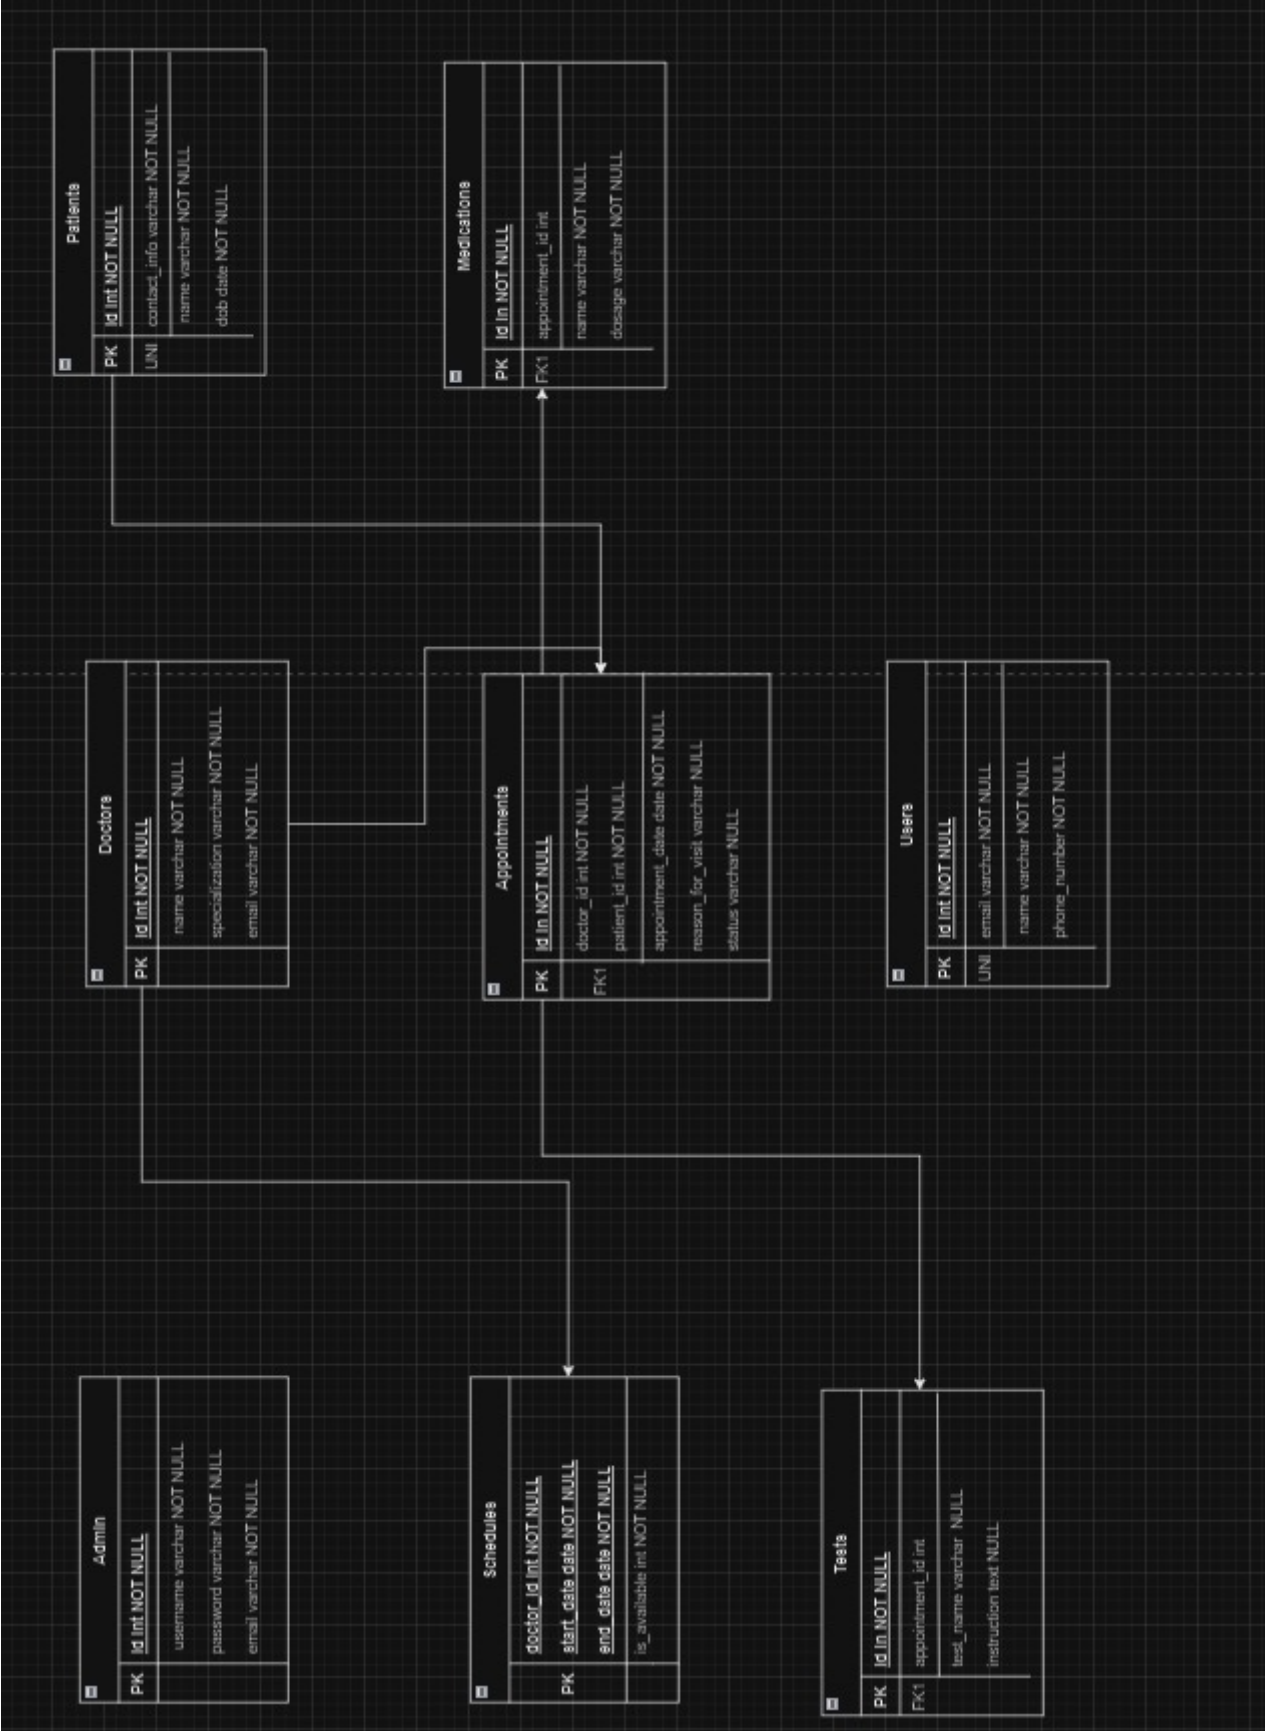 Admin
PK id int NOT NULL
username varchar NOT NULL
password varchar NOT NULL
email varchar NOT NULL
Doctors
PK id int NOT NULL
name varchar NOT NULL
specialization varchar NOT NULL
email varchar NOT NULL
Patients
PK id int NOT NULL
UNI contact_info varchar NOT NULL
name varchar NOT NULL
dob date NOT NULL
Schedules
doctor_id int NOT NULL
PK start_date date NOT NULL
end_date date NOT NULL
is_available int NOT NULL
Appointments
PK id in NOT NULL
doctor_id int NOT NULL
FK1 patient_id int NOT NULL
appointment_date date NOT NULL
reason_for_visit varchar NOT NULL
status varchar NULL
Medications
PK id in NOT NULL
FK1 appointment_id int
name varchar NOT NULL
dosage varchar NOT NULL
Tests
PK id in NOT NULL
FK1 appointment_id int
test_name varchar NULL
instruction text NULL
Users
PK id int NOT NULL
UNI email varchar NOT NULL
name varchar NOT NULL
phone_number NOT NULL